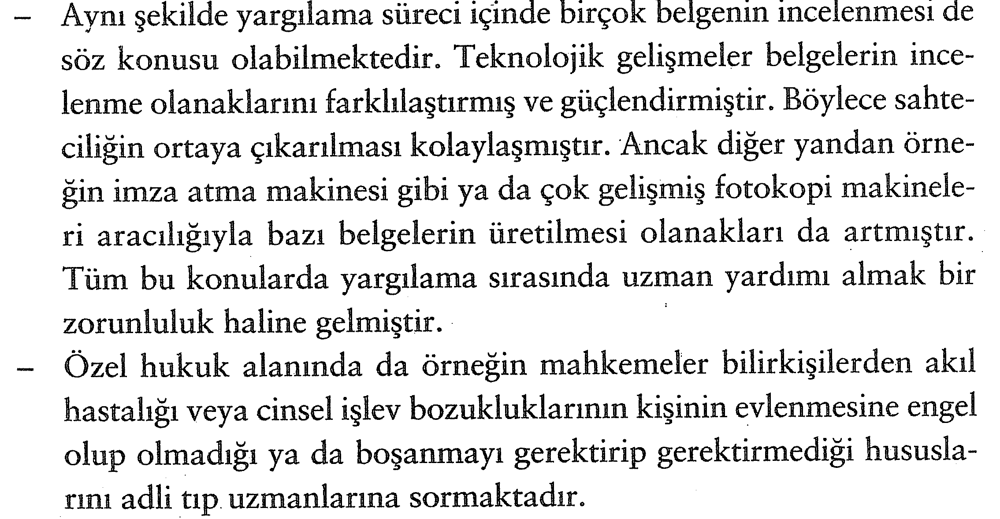 – Aynı şekilde yargılama süreci içinde birçok belgenin incelenmesi de
söz konusu olabilmektedir. Teknolojik gelişmeler belgelerin ince-
lenme olanaklarını farklılaştırmış ve güçlendirmiştir. Böylece sahte-
ciliğin ortaya çıkarılması kolaylaşmıştır. Ancak diğer yandan örne-
ğin imza atma makinesi gibi ya da çok gelişmiş fotokopi makinele-
ri aracılığıyla bazı belgelerin üretilmesi olanakları da artmıştır.
Tüm bu konularda yargılama sırasında uzman yardımı almak bir
zorunluluk haline gelmiştir.
– Özel hukuk alanında da örneğin mahkemeler bilirkişilerden akıl
hastalığı veya cinsel işlev bozukluklarının kişinin evlenmesine engel
olup olmadığı ya da boşanmayı gerektirip gerektirmediği hususla-
rını adli tıp uzmanlarına sormaktadır.